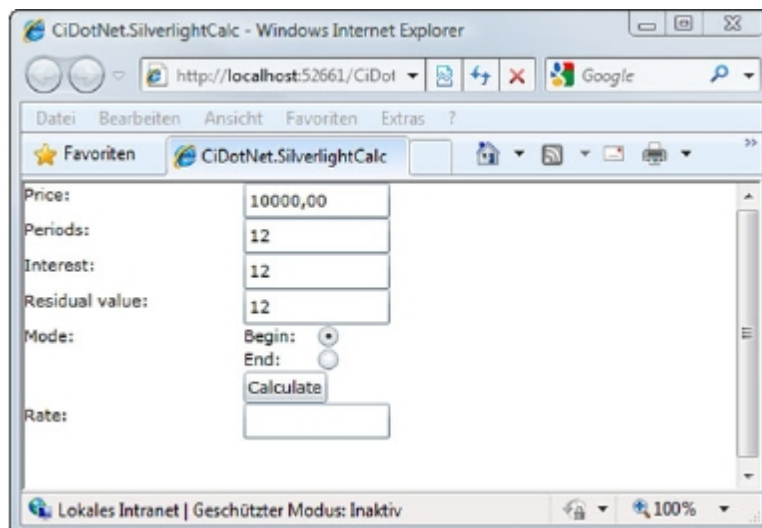 CiDotNet.SilverlightCalc - Windows Internet Explorer
http://localhost:52661/CiDot
Google
Datei Bearbeiten Ansicht Favoriten Extras ?
Favoriten CiDotNet.SilverlightCalc
Price: 10000,00
Periods: 12
Interest: 12
Residual value: 12
Mode: Begin:
End:
Calculate
Rate:
Lokales Intranet | Geschützter Modus: Inaktiv 100%